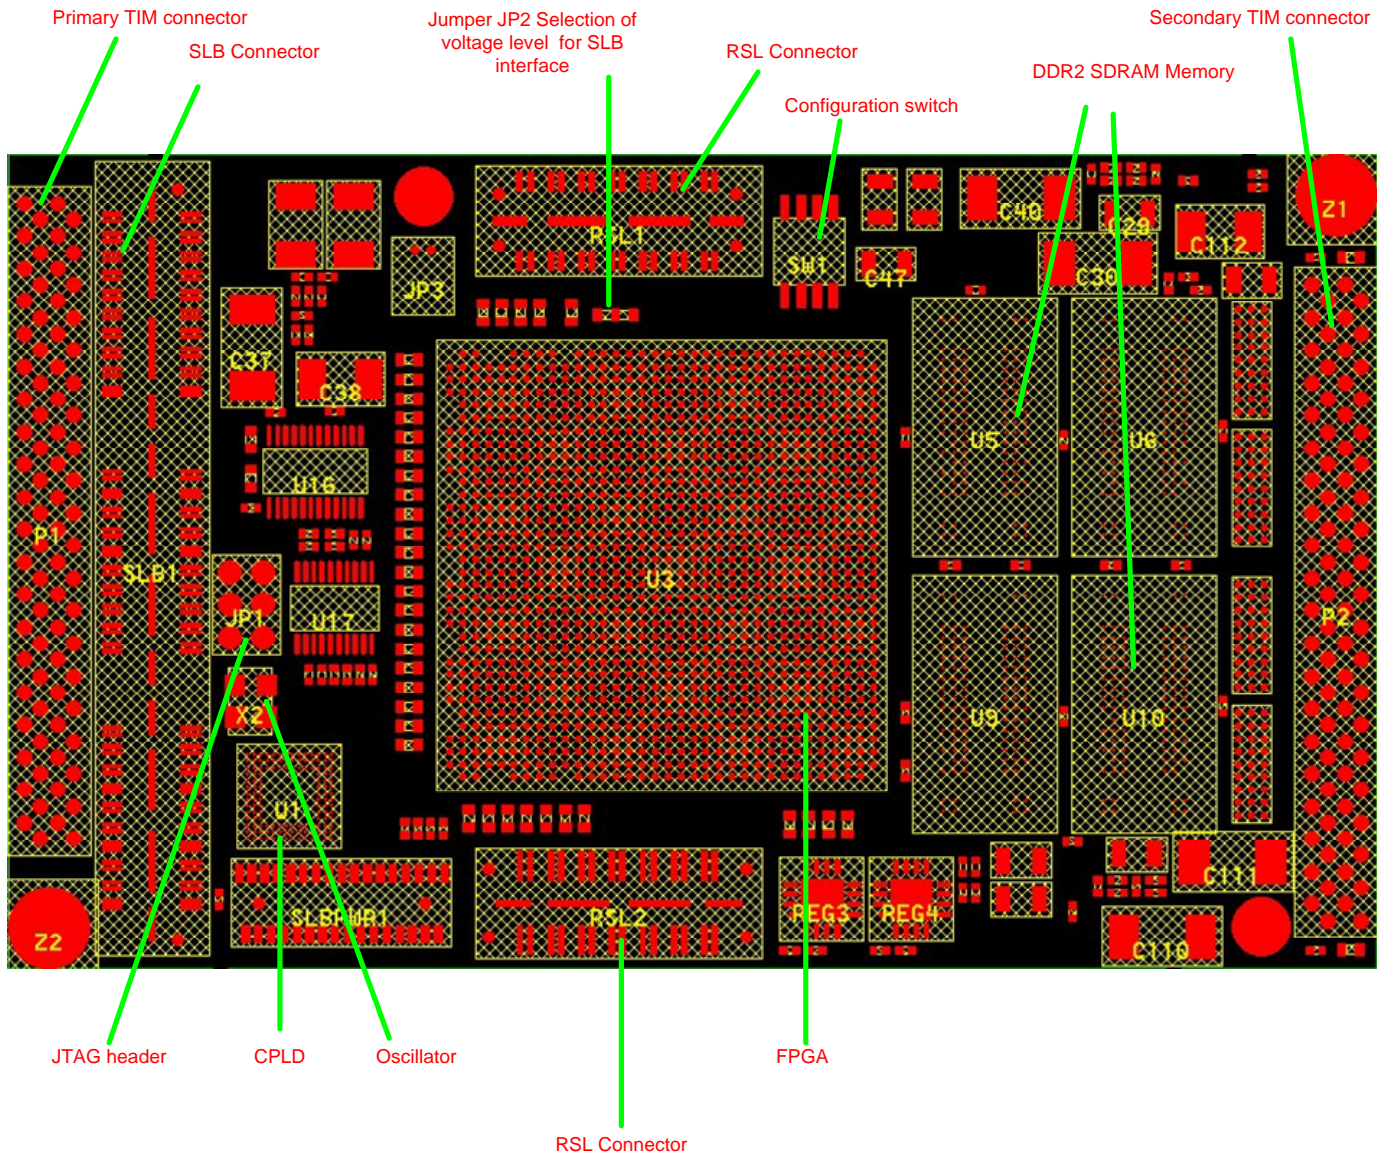 Primary TIM connector
SLB Connector
Jumper JP2 Selection of
voltage level for SLB
interface
RSL Connector
Configuration switch
DDR2 SDRAM Memory
Secondary TIM connector
Z1
C40
C29
C112
RSL1
SW1
C47
C30
JP3
C37
C38
U5
U6
U16
P1
SLB1
U3
JP1
U17
P2
X2
U9
U10
U1
C111
SLBPWR1
RSL2
REG3
REG4
Z2
C110
JTAG header
CPLD
Oscillator
FPGA
RSL Connector